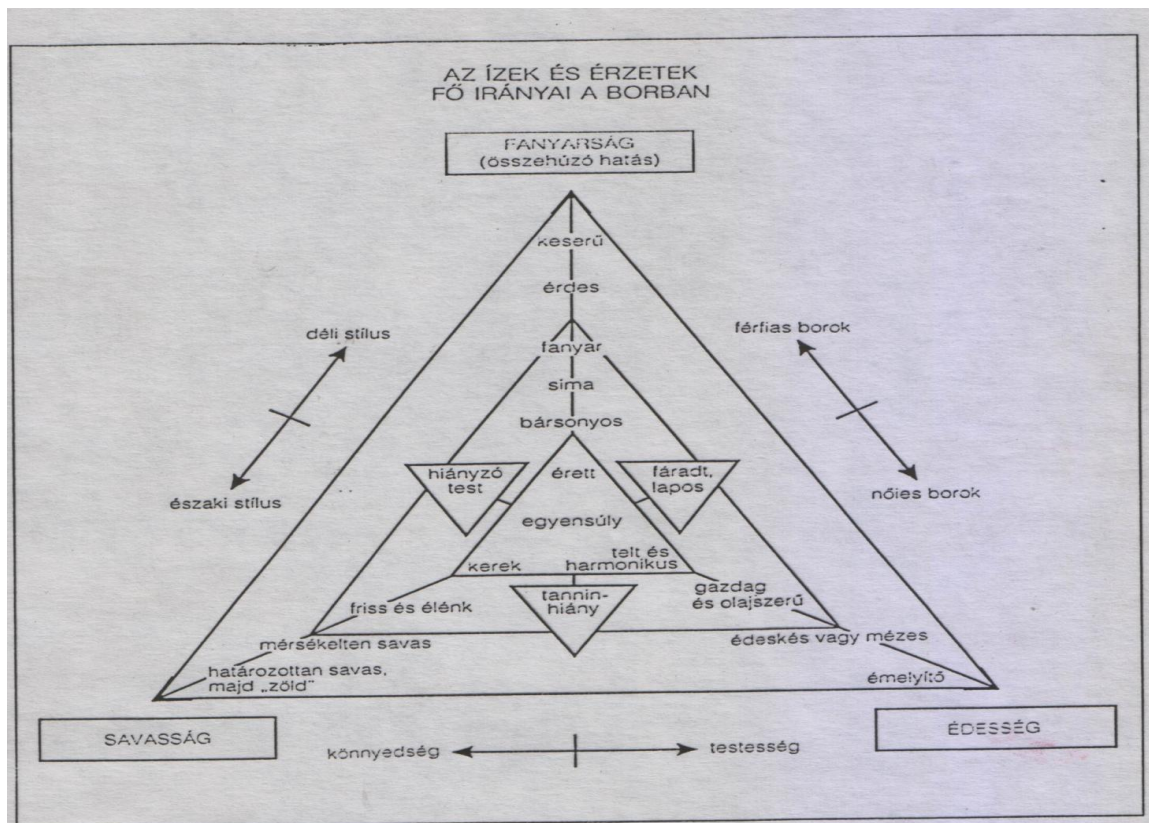 AZ ÍZEK ÉS ÉRZETEK
FŐ IRÁNYAI A BORBAN
FANYARSÁG
(összehúzó hatás)
keserű
érdes
déli stílus
férfias borok
fanyar
sima
bársonyos
hiányzó
test
érett
fáradt,
lapos
északi stílus
nőies borok
egyensúly
kerek
telt és
harmonikus
friss és élénk
tannin-
hiány
gazdag
és olajszerű
mérsékelten savas
édeskés vagy mézes
határozottan savas,
majd „zöld"
émelyítő
SAVASSÁG
ÉDESSÉG
könnyedség
testesség